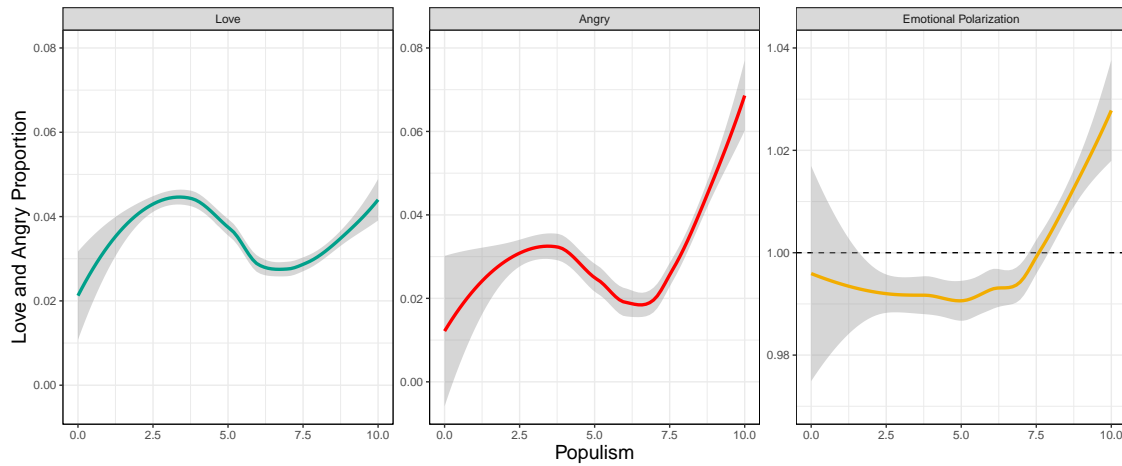 Love
Angry
Emotional Polarization
Love and Angry Proportion
0.08
0.06
0.04
0.02
0.00
0.08
0.06
0.04
0.02
0.00
1.04
1.02
1.00
0.98
0.0 2.5 5.0 7.5 10.0
0.0 2.5 5.0 7.5 10.0
0.0 2.5 5.0 7.5 10.0
Populism